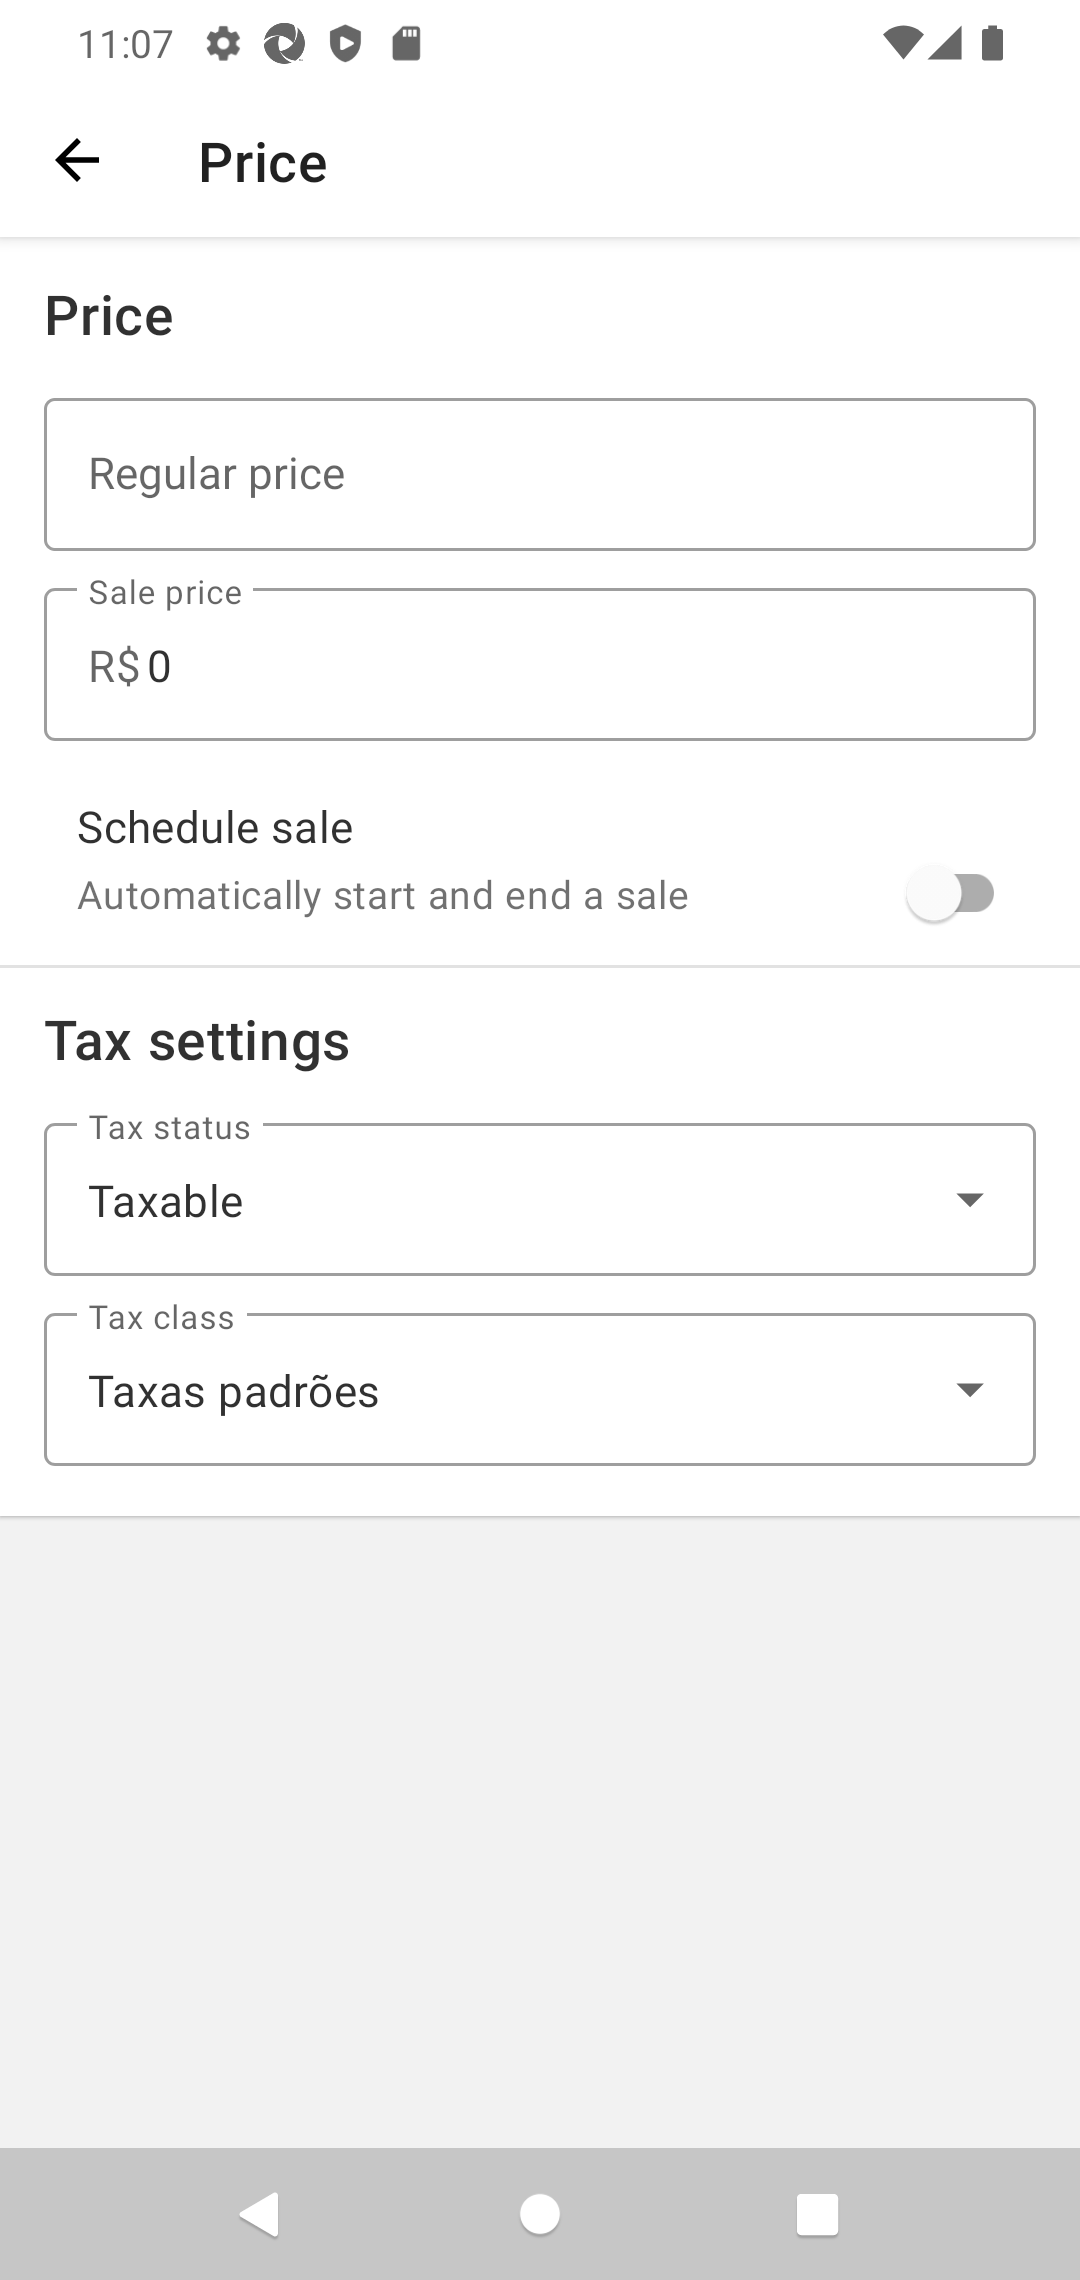 11:07
Price
Price
Regular price
Sale price
R$ 0
Schedule sale
Automatically start and end a sale
Tax settings
Tax status
Taxable
Tax class
Taxas padrões